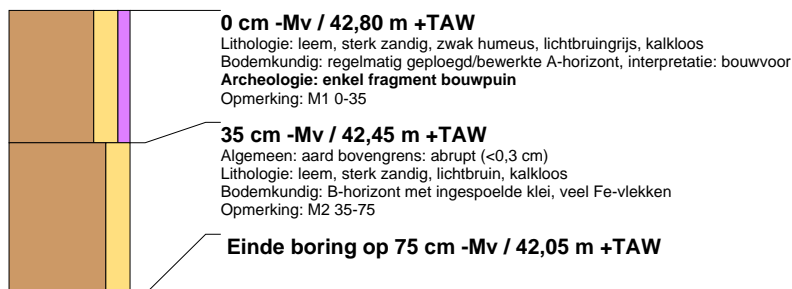 0 cm -Mv / 42,80 m +TAW
Lithologie: leem, sterk zandig, zwak humeus, lichtbruingrijs, kalkloos
Bodemkundig: regelmatig geploegd/bewerkte A-horizont, interpretatie: bouwvoor
Archeologie: enkel fragment bouwpuin
Opmerking: M1 0-35
35 cm -Mv / 42,45 m +TAW
Algemeen: aard bovengrens: abrupt (<0,3 cm)
Lithologie: leem, sterk zandig, lichtbruin, kalkloos
Bodemkundig: B-horizont met ingespoelde klei, veel Fe-vlekken
Opmerking: M2 35-75
Einde boring op 75 cm -Mv / 42,05 m +TAW